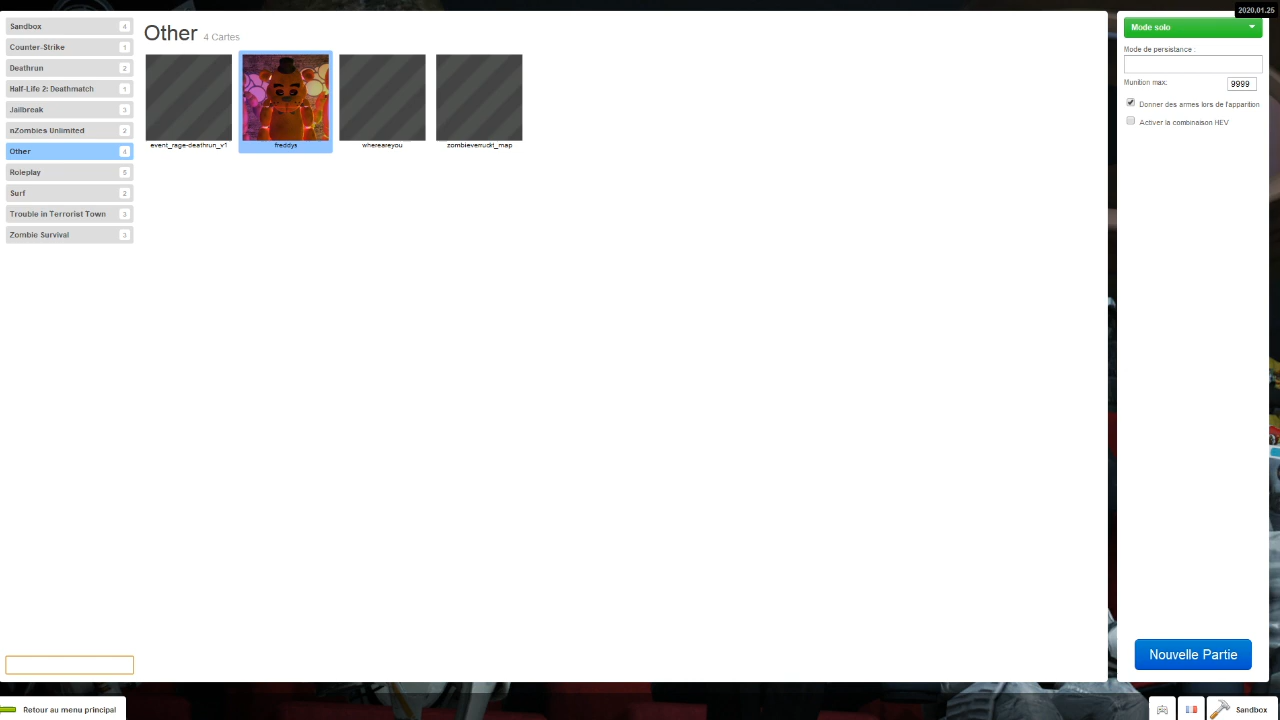 2020.01.25
Sandbox 4
Counter-Strike 1
Deathrun 2
Half-Life 2: Deathmatch 1
Jailbreak 3
nZombies Unlimited 2
Other 4
Roleplay 5
Surf 2
Trouble in Terrorist Town 3
Zombie Survival 3
Other 4 Cartes
event_rage-deathrun_v1
freddys
whereareyou
zombieverruckt_map
Mode solo
Mode de persistance :
Munition max: 9999
Donner des armes lors de l'apparition
Activer la combinaison HEV
Nouvelle Partie
Retour au menu principal
Sandbox